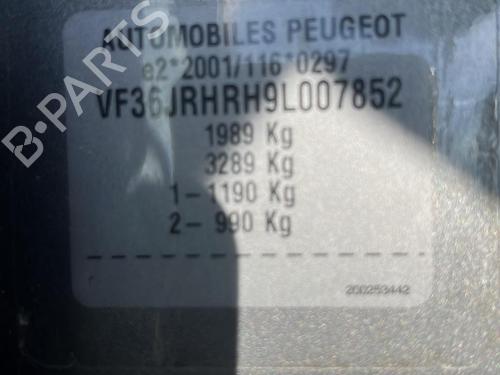 AUTOMOBILES PEUGEOT
e2*2001/116*0297
VF36JRHRH9L007852
1989 Kg
3289 Kg
1-1190 Kg
2- 990 Kg
200253442
B-PARTS